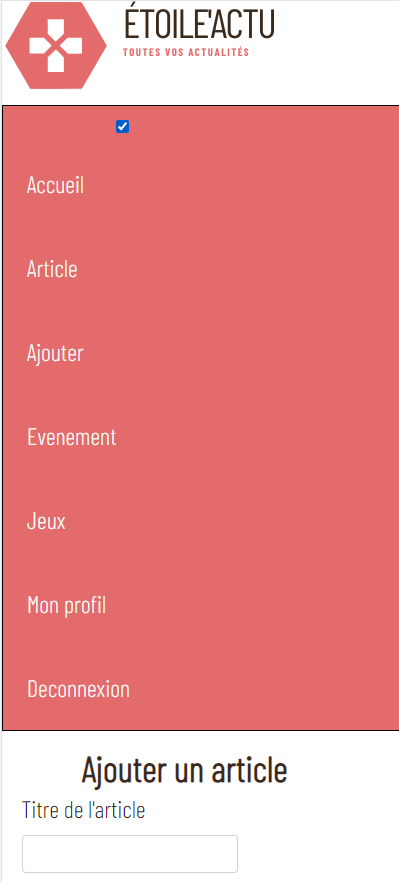 ÉTOILE'ACTU
TOUTES VOS ACTUALITÉS
Accueil
Article
Ajouter
Evenement
Jeux
Mon profil
Deconnexion
Ajouter un article
Titre de l'article